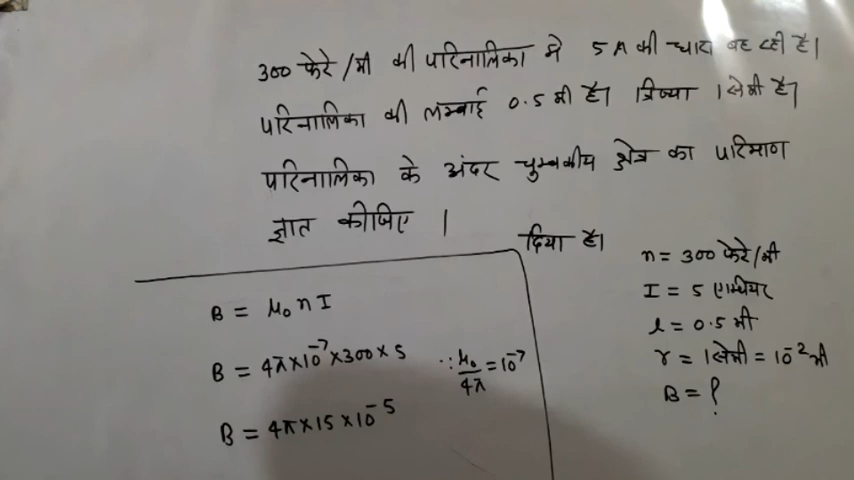 300 फेरे/मी की परिनालिका मे 5A की धारा बह रही है।
परिनालिका की लम्बाई 0.5 मी है। त्रिज्या 1 सेमी है।
परिनालिका के अंदर चुम्बकीय क्षेत्र का परिमाण
ज्ञात कीजिए ।
दिया है।
n = 300 फेरे/मी
I = 5 एम्पियर
l = 0.5 मी
r = 1 सेमी = 10⁻² मी
B = ?
B = μ₀ n I
B = 4π×10⁻⁷×300×5 ∵ μ₀/4π = 10⁻⁷
B = 4π×15×10⁻⁵